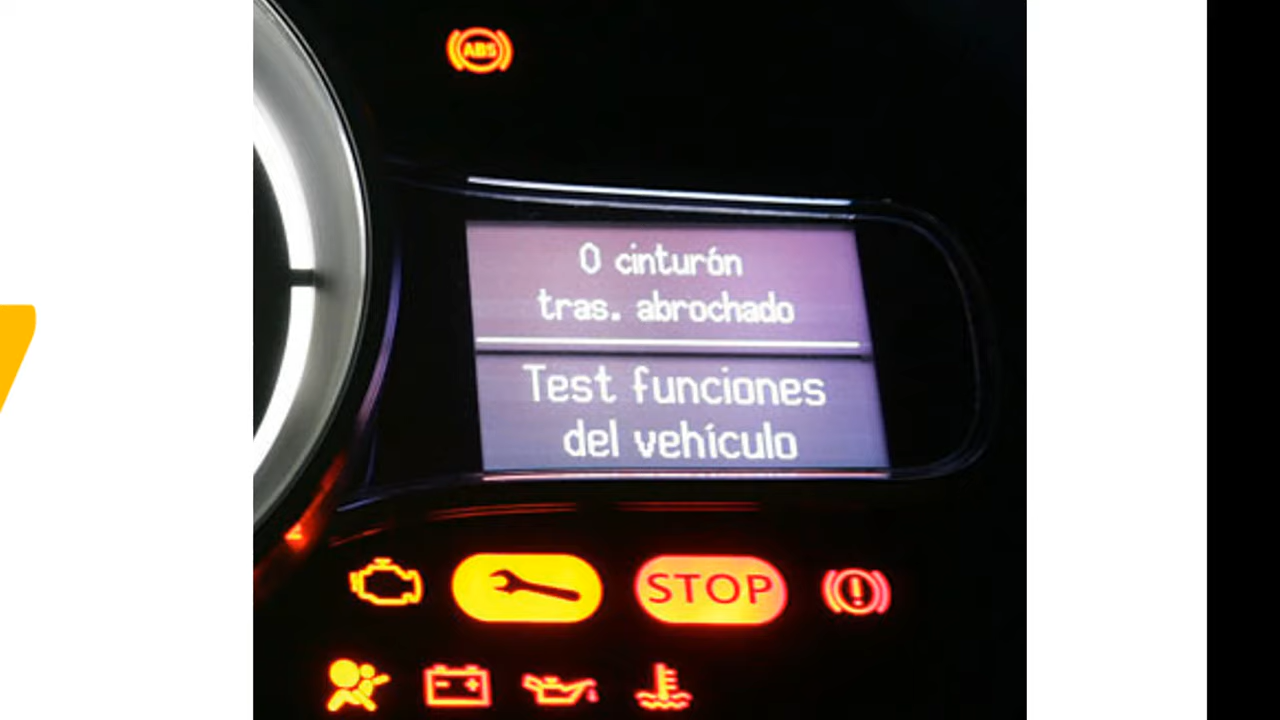 ABS
0 cinturón
tras. abrochado
Test funciones
del vehículo
STOP